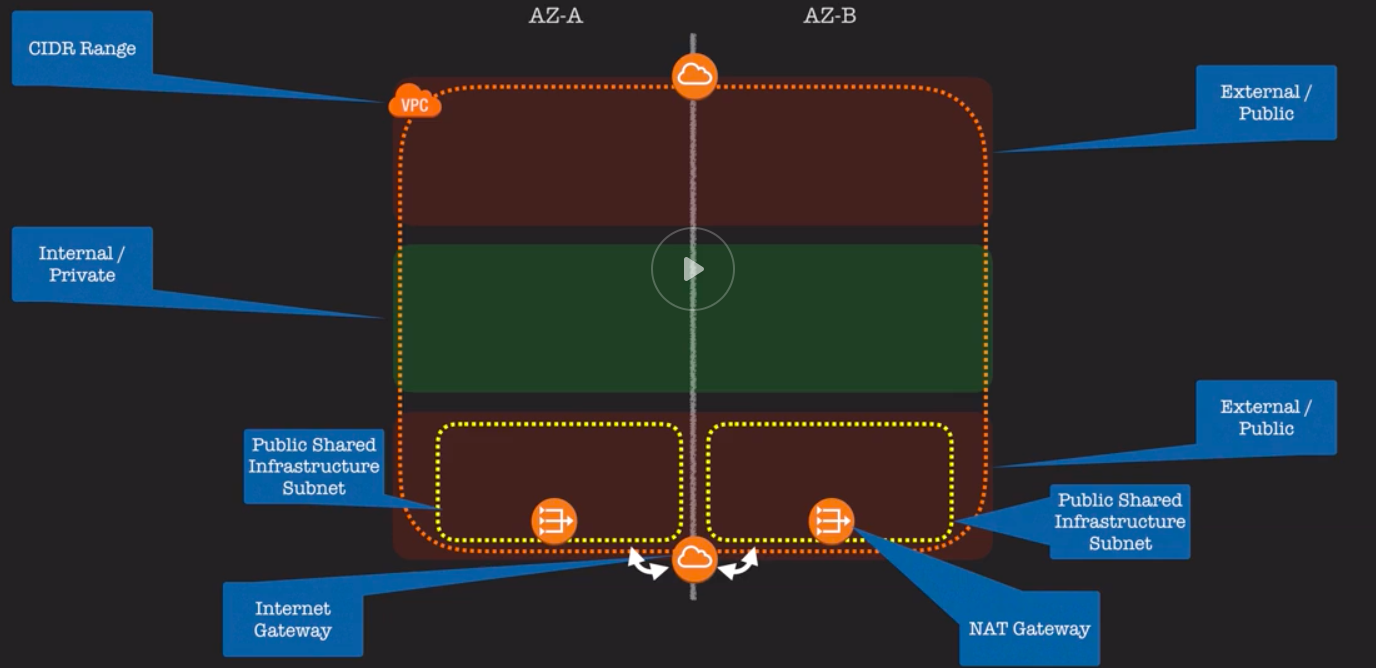 AZ-A
AZ-B
CIDR Range
VPC
External /
Public
Internal /
Private
External /
Public
Public Shared
Infrastructure
Subnet
Public Shared
Infrastructure
Subnet
Internet
Gateway
NAT Gateway